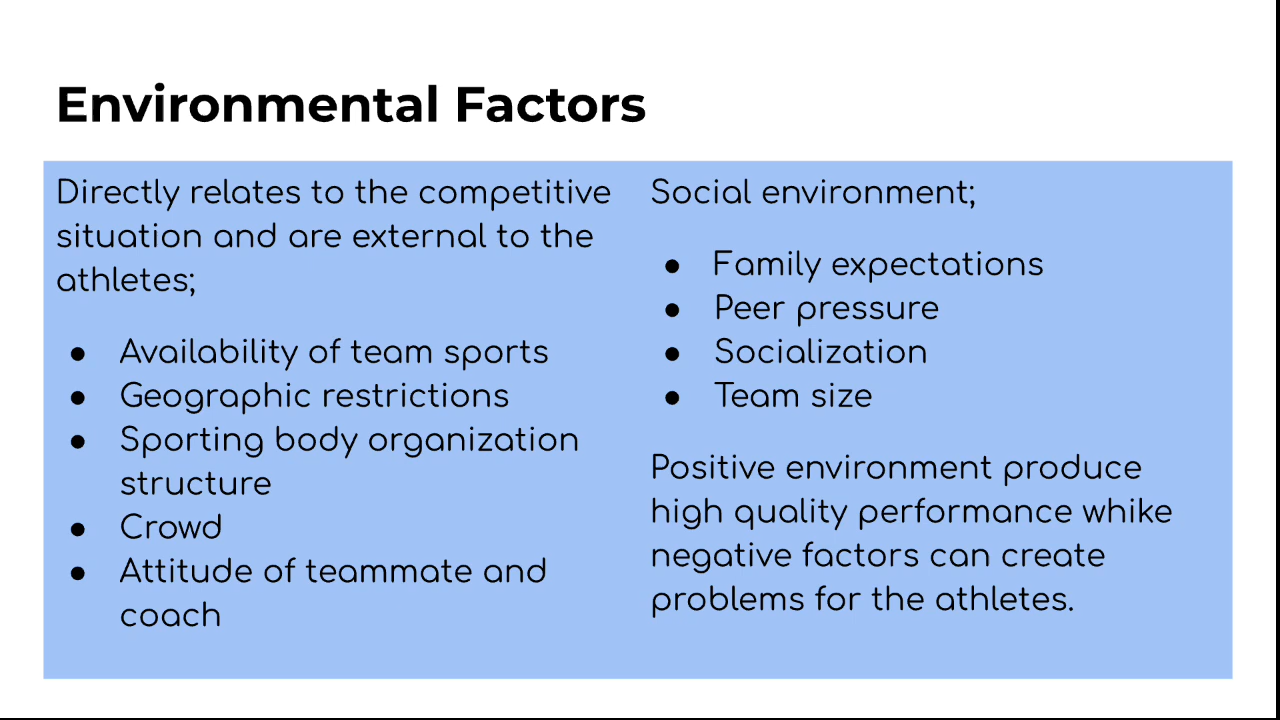 Environmental Factors
Directly relates to the competitive
situation and are external to the
athletes;
● Availability of team sports
● Geographic restrictions
● Sporting body organization
structure
● Crowd
● Attitude of teammate and
coach
Social environment;
● Family expectations
● Peer pressure
● Socialization
● Team size
Positive environment produce
high quality performance whike
negative factors can create
problems for the athletes.